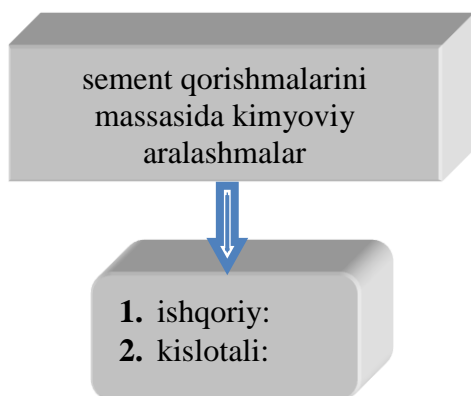 sement qorishmalarini
massasida kimyoviy
aralashmalar
1. ishqoriy:
2. kislotali: